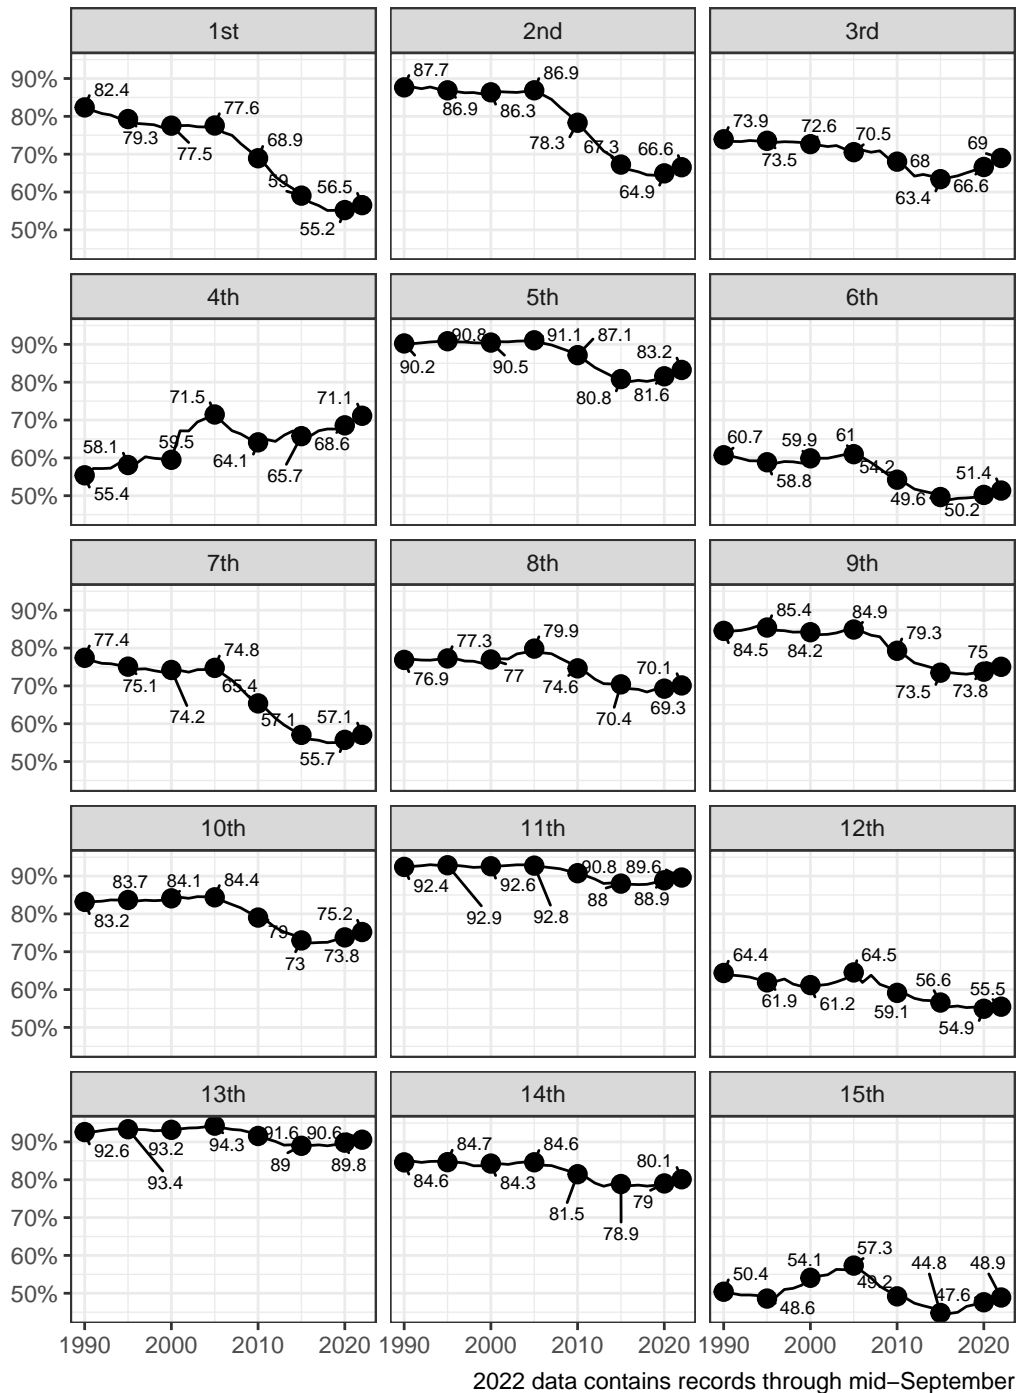 1st 2nd 3rd
90% 80% 70% 60% 50%
82.4 79.3 77.5 77.6 68.9 59 55.2 56.5
87.7 86.9 86.3 86.9 78.3 67.3 64.9 66.6
73.9 73.5 72.6 70.5 68 63.4 66.6 69
4th 5th 6th
90% 80% 70% 60% 50%
55.4 58.1 59.5 71.5 64.1 65.7 68.6 71.1
90.2 90.8 90.5 91.1 87.1 80.8 81.6 83.2
60.7 58.8 59.9 61 54.2 49.6 50.2 51.4
7th 8th 9th
90% 80% 70% 60% 50%
77.4 75.1 74.2 74.8 65.4 57.1 55.7 57.1
76.9 77.3 77 79.9 74.6 70.4 69.3 70.1
84.5 85.4 84.2 84.9 79.3 73.5 73.8 75
10th 11th 12th
90% 80% 70% 60% 50%
83.2 83.7 84.1 84.4 79 73 73.8 75.2
92.4 92.9 92.6 92.8 90.8 88 88.9 89.6
64.4 61.9 61.2 64.5 59.1 56.6 54.9 55.5
13th 14th 15th
90% 80% 70% 60% 50%
92.6 93.4 93.2 94.3 91.6 89 89.8 90.6
84.6 84.7 84.3 84.6 81.5 78.9 79 80.1
50.4 48.6 54.1 57.3 49.2 44.8 47.6 48.9
1990 2000 2010 2020 1990 2000 2010 2020 1990 2000 2010 2020
2022 data contains records through mid−September